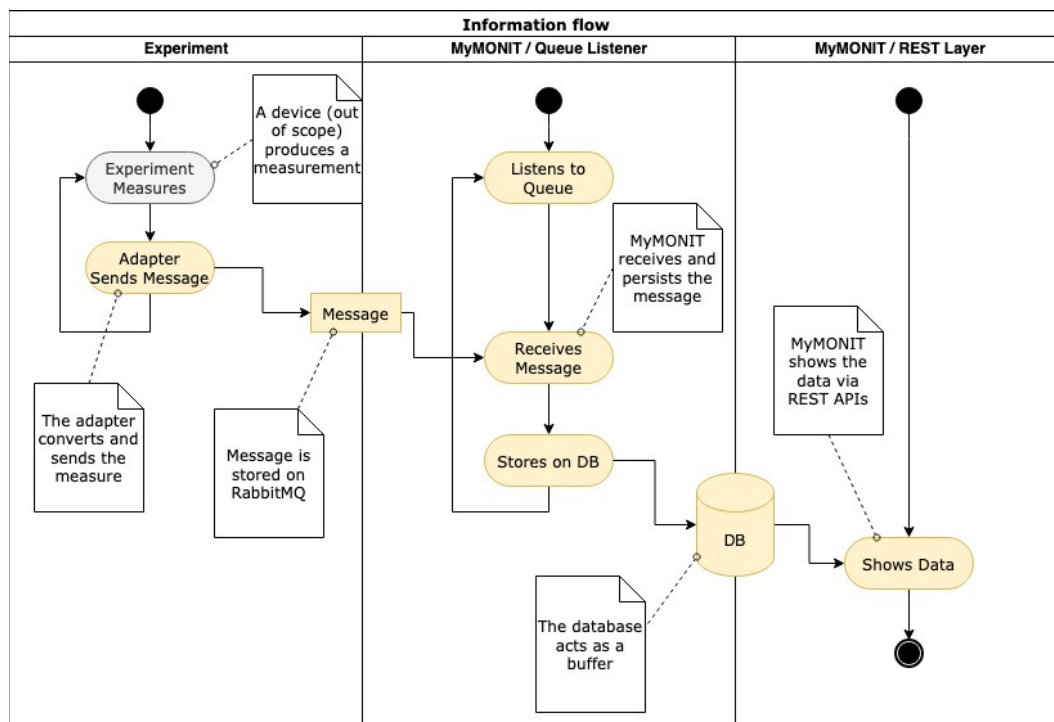 Information flow
Experiment
MyMONIT / Queue Listener
MyMONIT / REST Layer
A device (out
of scope)
produces a
measurement
Experiment
Measures
Listens to
Queue
Adapter
Sends Message
MyMONIT
receives and
persists the
message
Message
Receives
Message
MyMONIT
shows the
data via
REST APIs
The adapter
converts and
sends the
measure
Message is
stored on
RabbitMQ
Stores on DB
DB
Shows Data
The database
acts as a
buffer